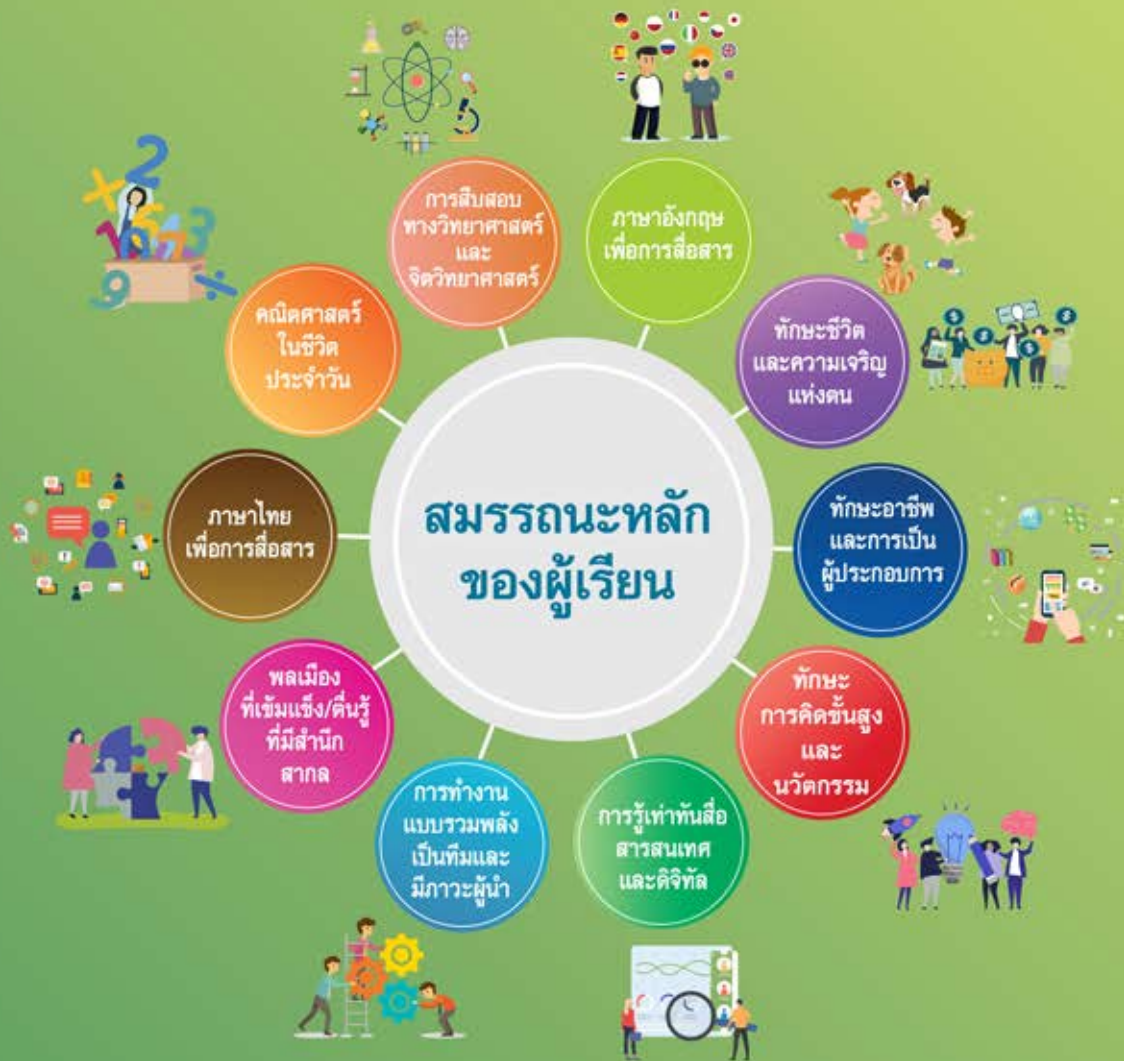 สมรรถนะหลัก
ของผู้เรียน
ภาษาไทย
เพื่อการสื่อสาร
คณิตศาสตร์
ในชีวิต
ประจำวัน
การสืบสอบ
ทางวิทยาศาสตร์
และ
จิตวิทยาศาสตร์
ภาษาอังกฤษ
เพื่อการสื่อสาร
ทักษะชีวิต
และความเจริญ
แห่งตน
ทักษะอาชีพ
และการเป็น
ผู้ประกอบการ
ทักษะ
การคิดขั้นสูง
และ
นวัตกรรม
การรู้เท่าทันสื่อ
สารสนเทศ
และดิจิทัล
การทำงาน
แบบรวมพลัง
เป็นทีมและ
มีภาวะผู้นำ
พลเมือง
ที่เข้มแข็ง/ตื่นรู้
ที่มีสำนึก
สากล